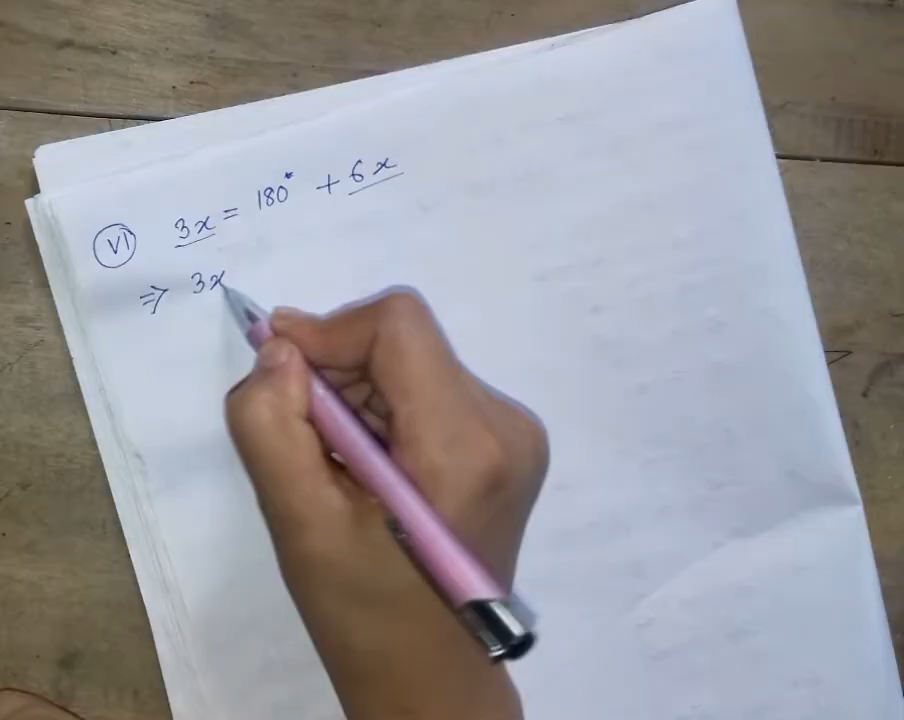 VI 3x = 180° + 6x
⇒ 3x